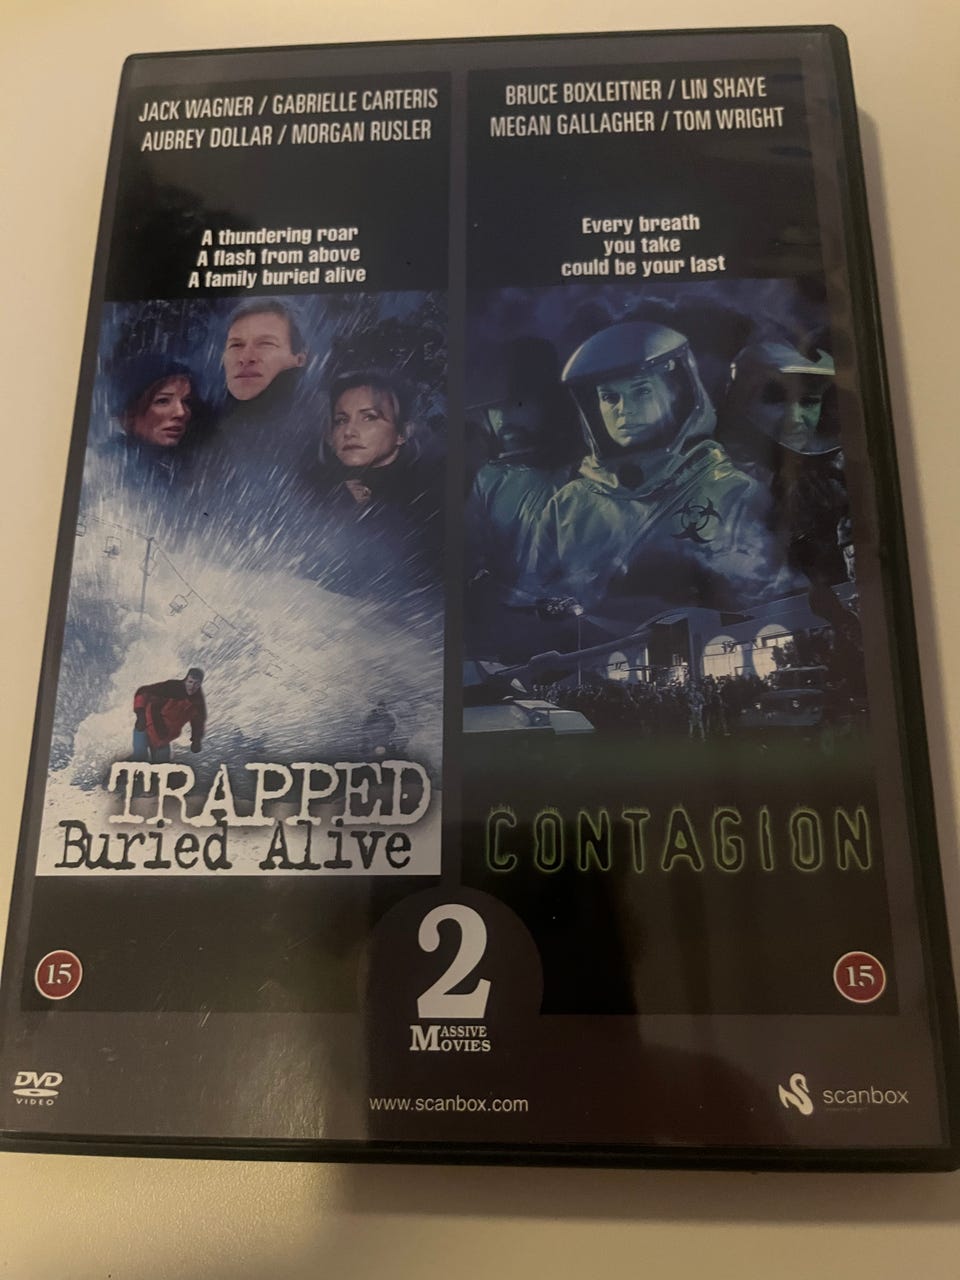 JACK WAGNER / GABRIELLE CARTERIS
AUBREY DOLLAR / MORGAN RUSLER
A thundering roar
A flash from above
A family buried alive
TRAPPED
Buried Alive
15
BRUCE BOXLEITNER / LIN SHAYE
MEGAN GALLAGHER / TOM WRIGHT
Every breath
you take
could be your last
CONTAGION
15
2
MASSIVE
MOVIES
DVD
VIDEO
www.scanbox.com
scanbox